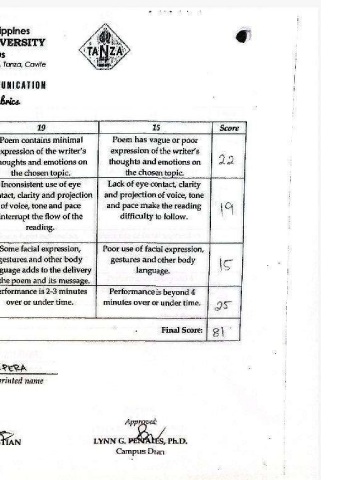 ippines
VERSITY
us
, Tanza, Cavite
TANZA
UNICATION
brics
19 15 Score
Poem contains minimal Poem has vague or poor
expression of the writer's expression of the writer's
houghts and emotions on thoughts and emotions on 22
the chosen topic. the chosen topic.
Inconsistent use of eye Lack of eye contact, clarity
ntact, clarity and projection and projection of voice, tone 19
of voice, tone and pace and pace make the reading
interrupt the flow of the difficulty to follow.
reading.
Some facial expression, Poor use of facial expression,
gestures and other body gestures and other body 15
guage adds to the delivery language.
the poem and its message.
erformance is 2-3 minutes Performance is beyond 4
over or under time. minutes over or under time. 25
Final Score: 81
PERA
printed name
Approved:
TIAN LYNN G. PENALES, Ph.D.
Campus Dean